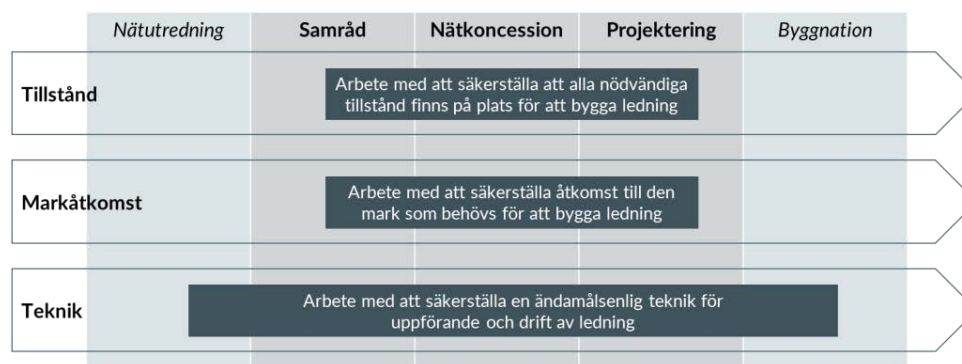 Nätutredning Samråd Nätkoncession Projektering Byggnation
Tillstånd
Arbete med att säkerställa att alla nödvändiga
tillstånd finns på plats för att bygga ledning
Markåtkomst
Arbete med att säkerställa åtkomst till den
mark som behövs för att bygga ledning
Teknik
Arbete med att säkerställa en ändamålsenlig teknik för
uppförande och drift av ledning